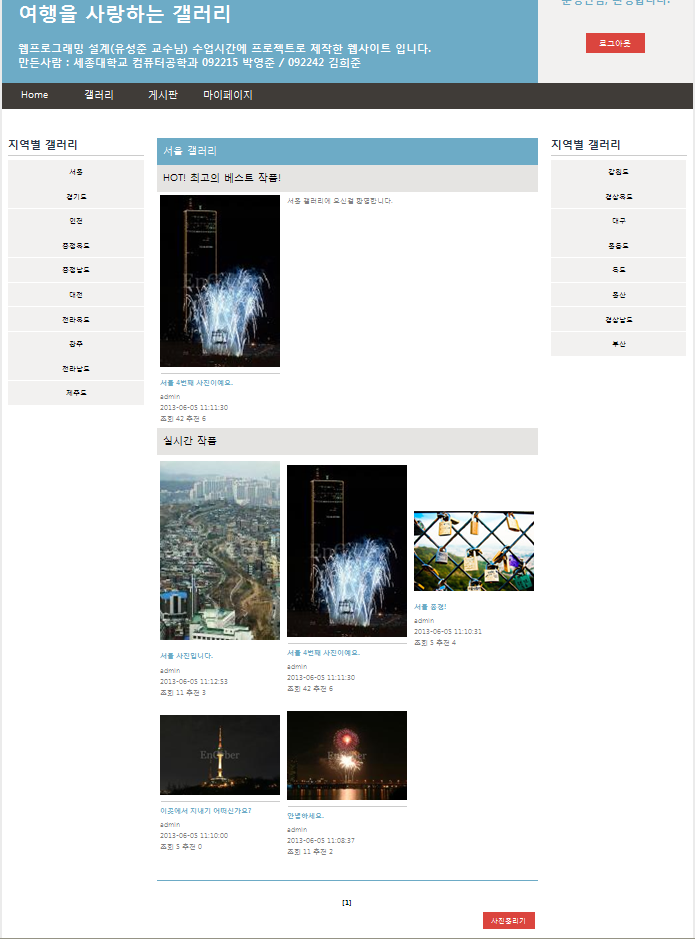 여행을 사랑하는 갤러리
웹프로그래밍 설계(유성준 교수님) 수업시간에 프로젝트로 제작한 웹사이트 입니다.
만든사람 : 세종대학교 컴퓨터공학과 092215 박영준 / 092242 김희준
로그아웃
Home 갤러리 게시판 마이페이지
지역별 갤러리
서울
경기도
인천
충청북도
충청남도
대전
전라북도
광주
전라남도
제주도
서울 갤러리
HOT! 최고의 베스트 작품!
서울 갤러리에 오신걸 환영합니다.
서울 4번째 사진이예요.
admin
2013-06-05 11:11:30
조회 42 추천 6
실시간 작품
서울 사진입니다.
admin
2013-06-05 11:12:53
조회 11 추천 3
서울 4번째 사진이예요.
admin
2013-06-05 11:11:30
조회 42 추천 6
서울 풍경!
admin
2013-06-05 11:10:31
조회 5 추천 4
EnCyber
이곳에서 지내기 어떠신가요?
admin
2013-06-05 11:10:00
조회 5 추천 0
안녕하세요.
admin
2013-06-05 11:08:37
조회 11 추천 2
[1]
사진올리기
지역별 갤러리
강원도
경상북도
대구
울릉도
독도
울산
경상남도
부산